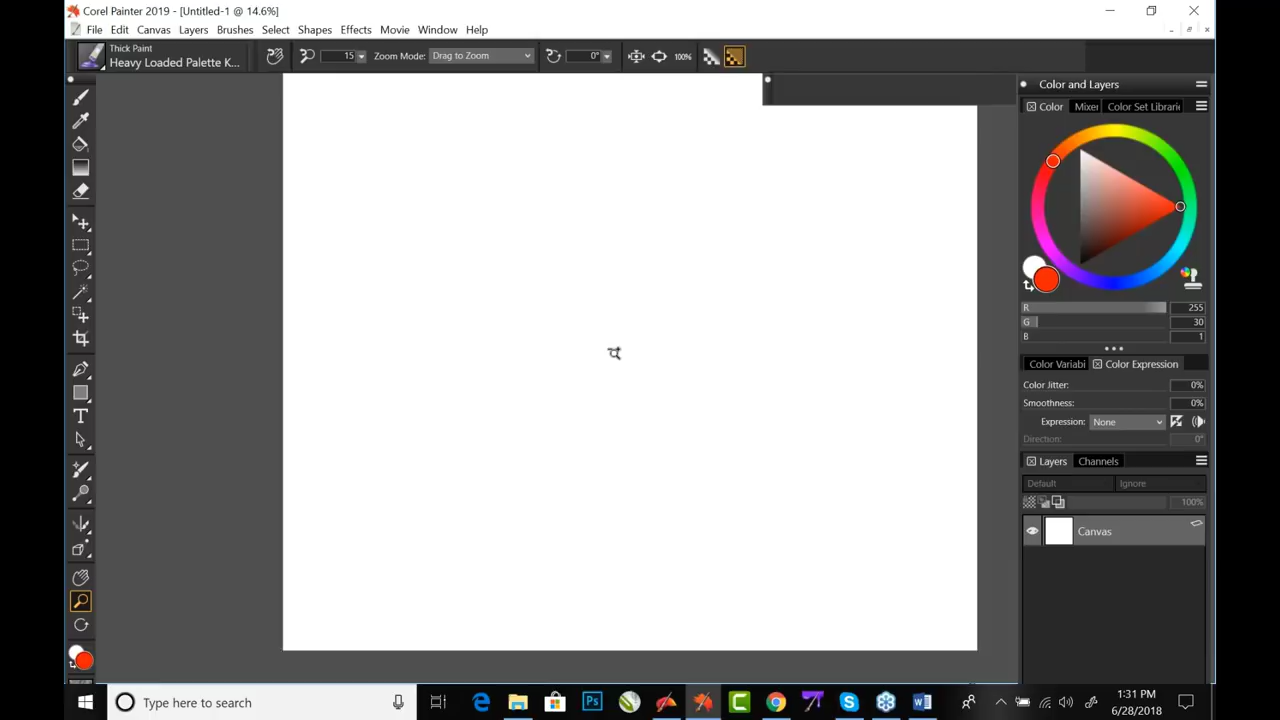 Corel Painter 2019 - [Untitled-1 @ 14.6%]
File Edit Canvas Layers Brushes Select Shapes Effects Movie Window Help
Thick Paint
Heavy Loaded Palette K...
15 Zoom Mode: Drag to Zoom 0° 100%
Color and Layers
Color Mixer Color Set Librari
R 255
G 30
B 1
Color Variabi Color Expression
Color Jitter: 0%
Smoothness: 0%
Expression: None
Direction: 0°
Layers Channels
Default Ignore
100%
Canvas
T
Ps
Type here to search
1:31 PM
6/28/2018